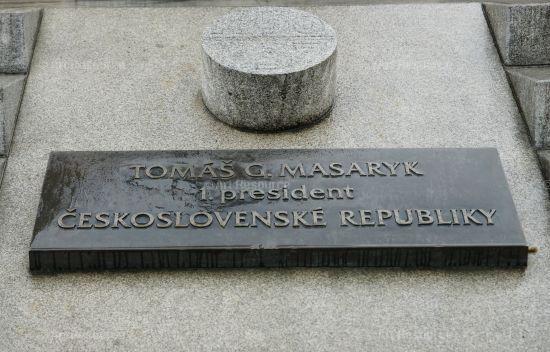 TOMÁŠ G. MASARYK
1. president
ČESKOSLOVENSKÉ REPUBLIKY